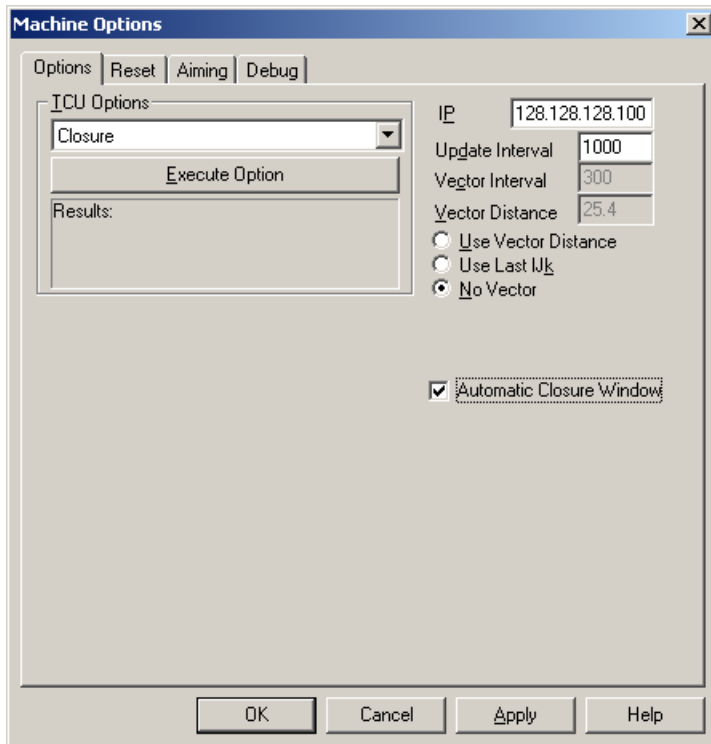 Machine Options
Options
Reset
Aiming
Debug
TCU Options
Closure
Execute Option
Results:
IP
128.128.128.100
Update Interval
1000
Vector Interval
300
Vector Distance
25.4
Use Vector Distance
Use Last IJk
No Vector
Automatic Closure Window
OK
Cancel
Apply
Help